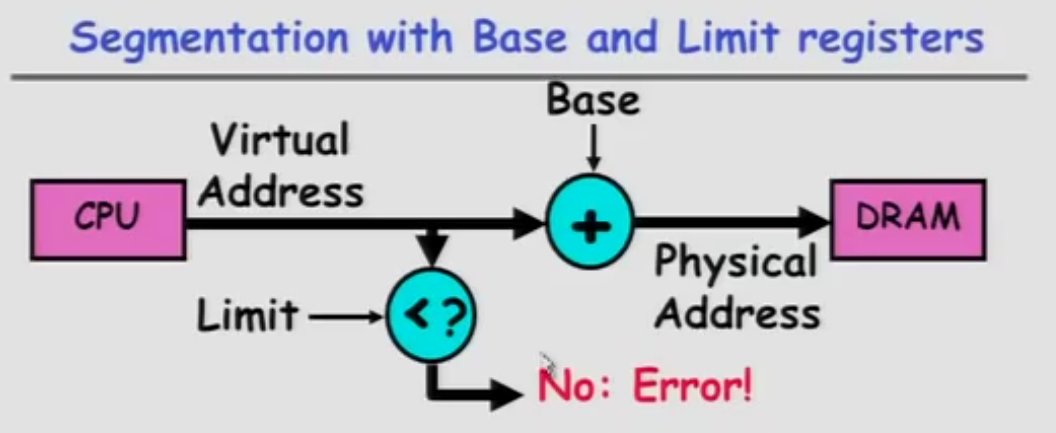 Segmentation with Base and Limit registers
Base
Virtual
Address
CPU
+
DRAM
Physical
Address
Limit
<?
No: Error!